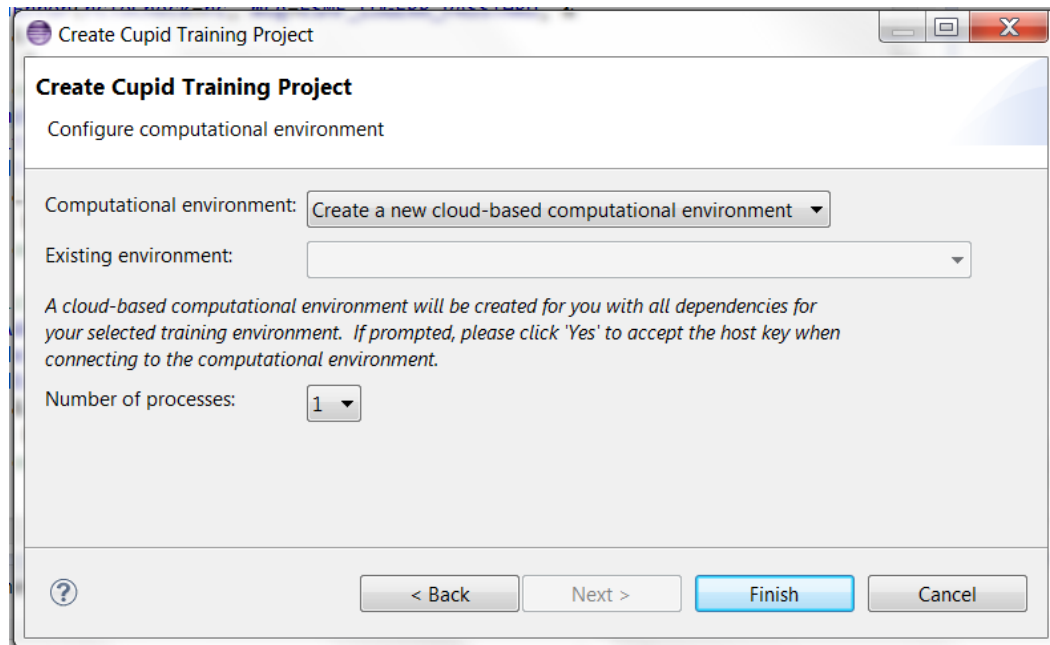 Create Cupid Training Project
Create Cupid Training Project
Configure computational environment
Computational environment:
Create a new cloud-based computational environment
Existing environment:
A cloud-based computational environment will be created for you with all dependencies for
your selected training environment.  If prompted, please click 'Yes' to accept the host key when
connecting to the computational environment.
Number of processes:
1
?
< Back
Next >
Finish
Cancel